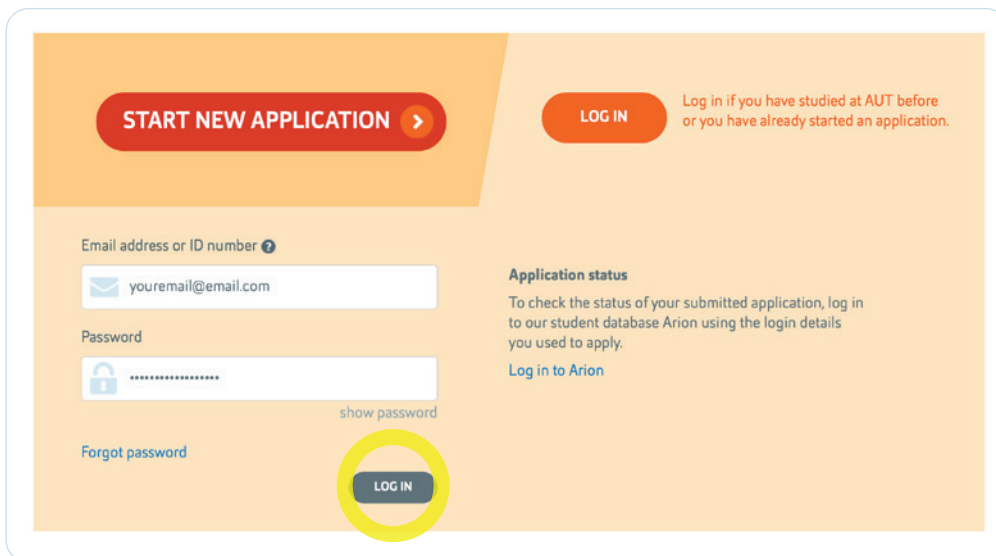 START NEW APPLICATION
LOG IN
Log in if you have studied at AUT before
or you have already started an application.
Email address or ID number
youremail@email.com
Password
••••••••••••••••••
show password
Forgot password
LOG IN
Application status
To check the status of your submitted application, log in
to our student database Arion using the login details
you used to apply.
Log in to Arion